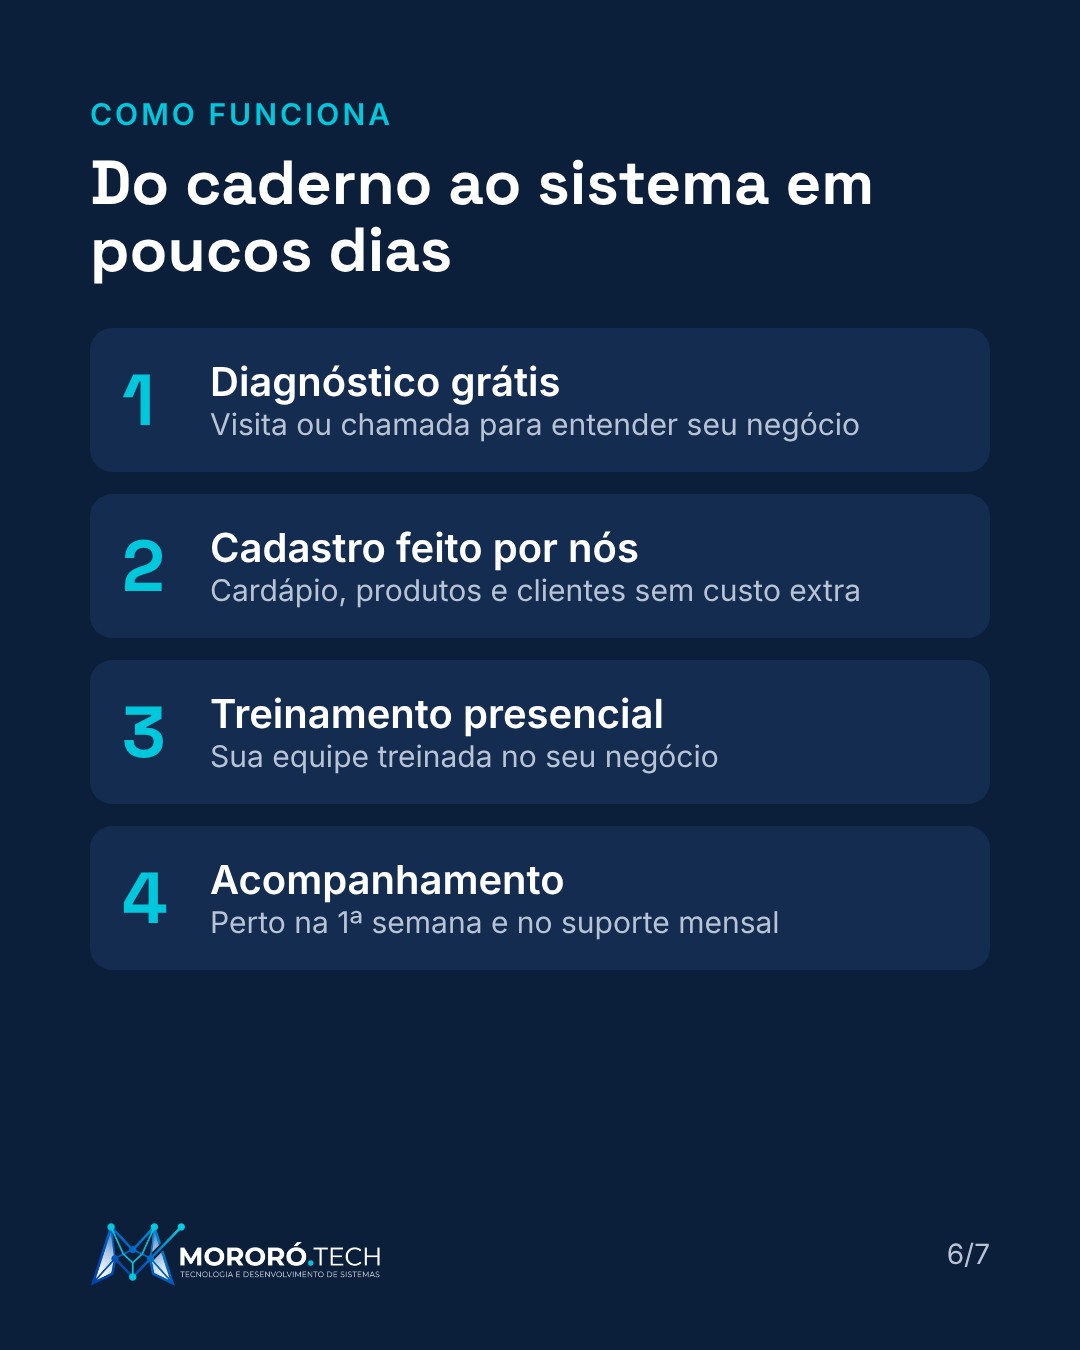 COMO FUNCIONA
Do caderno ao sistema em
poucos dias
1
Diagnóstico grátis
Visita ou chamada para entender seu negócio
2
Cadastro feito por nós
Cardápio, produtos e clientes sem custo extra
3
Treinamento presencial
Sua equipe treinada no seu negócio
4
Acompanhamento
Perto na 1ª semana e no suporte mensal
MORORÓ.TECH
TECNOLOGIA E DESENVOLVIMENTO DE SISTEMAS
6/7